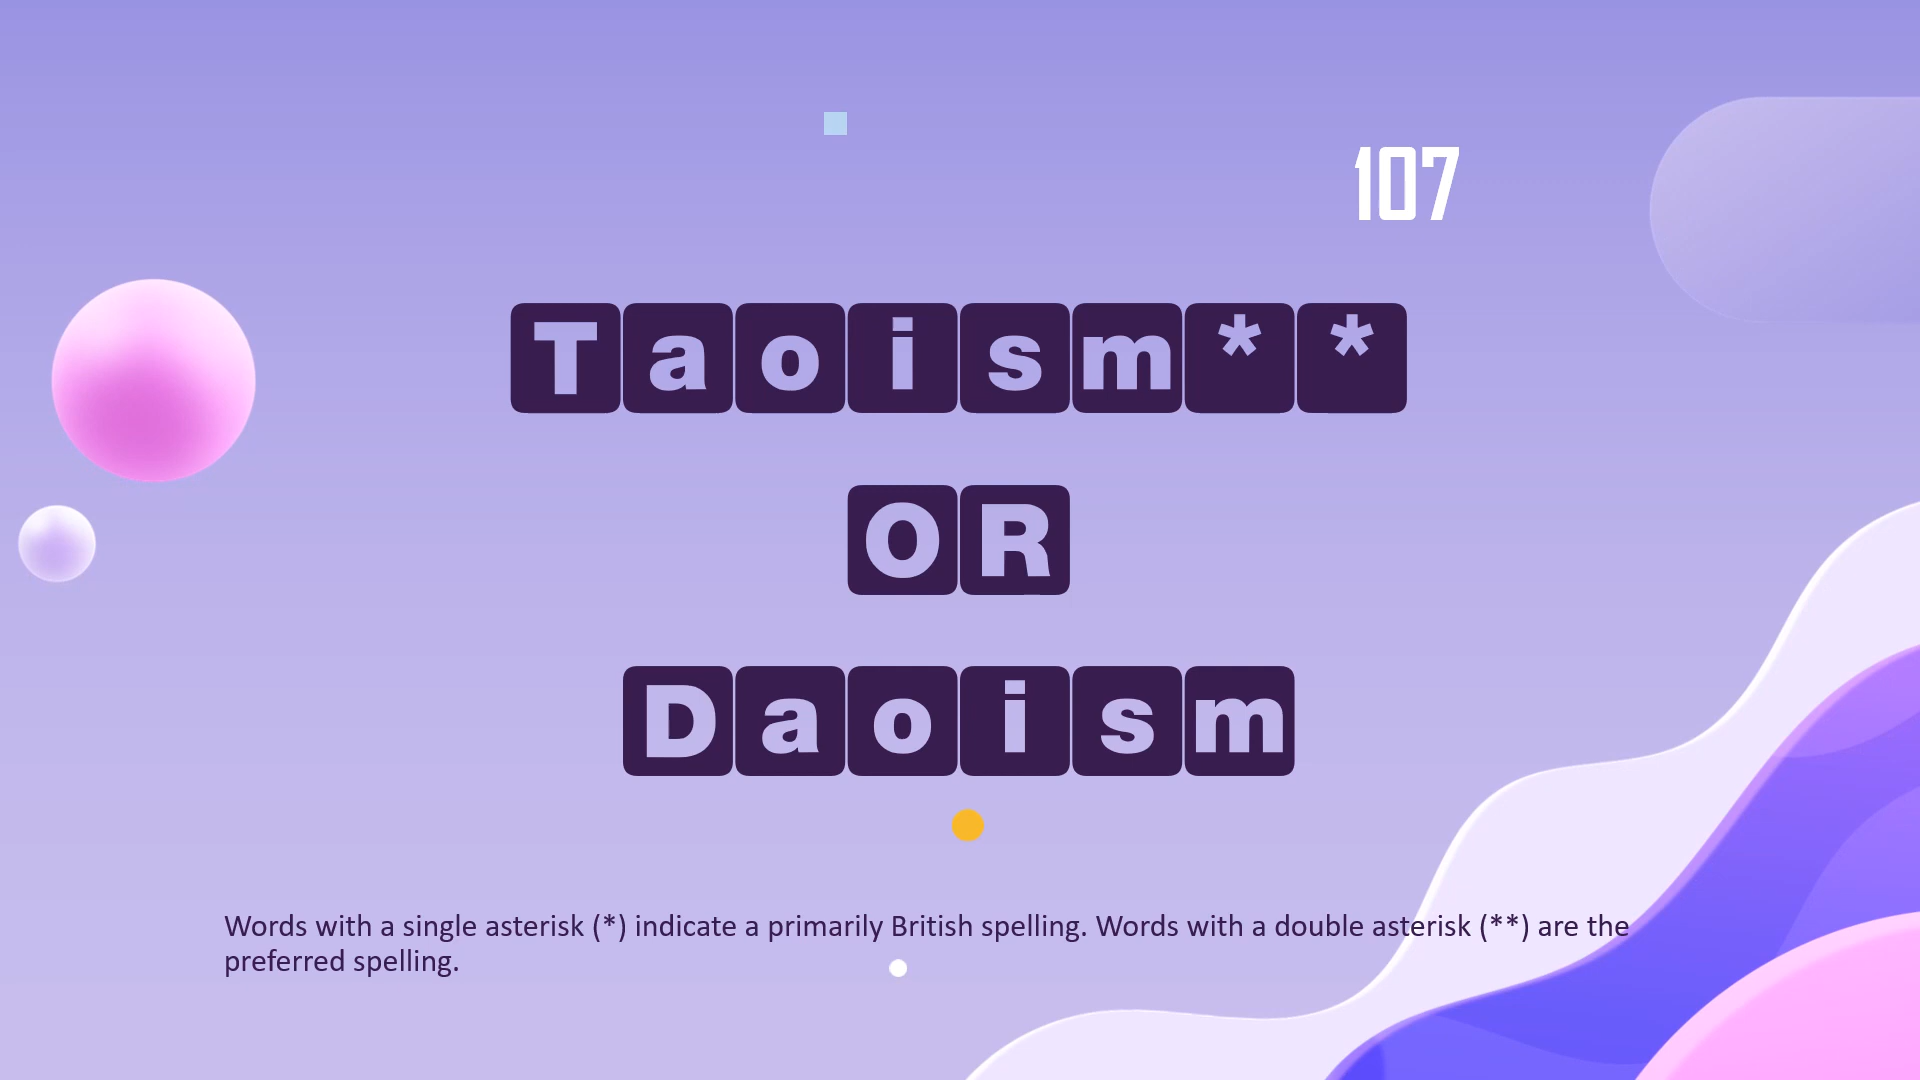 107
Taoism**
OR
Daoism
Words with a single asterisk (*) indicate a primarily British spelling. Words with a double asterisk (**) are the
preferred spelling.